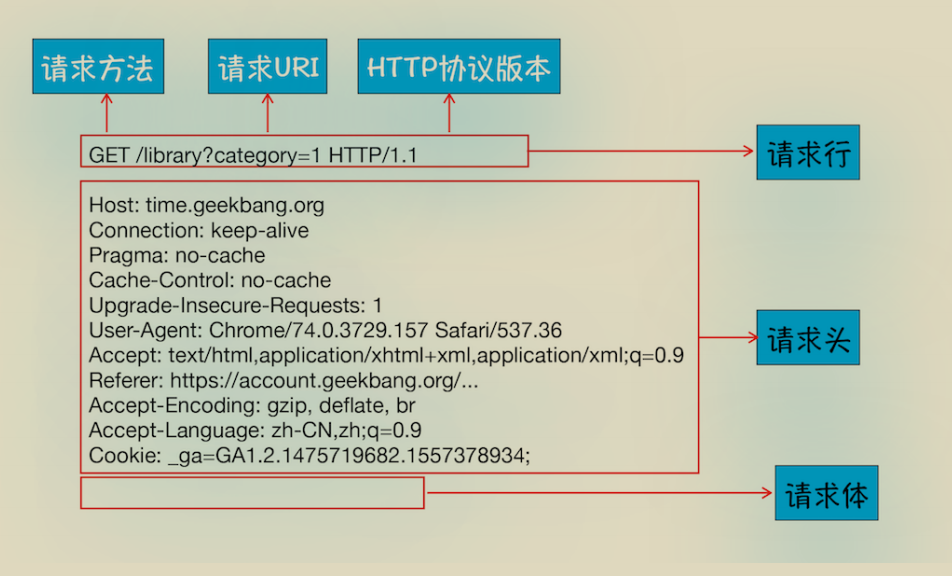 请求方法 请求URI HTTP协议版本
GET /library?category=1 HTTP/1.1
请求行
Host: time.geekbang.org
Connection: keep-alive
Pragma: no-cache
Cache-Control: no-cache
Upgrade-Insecure-Requests: 1
User-Agent: Chrome/74.0.3729.157 Safari/537.36
Accept: text/html,application/xhtml+xml,application/xml;q=0.9
Referer: https://account.geekbang.org/...
Accept-Encoding: gzip, deflate, br
Accept-Language: zh-CN,zh;q=0.9
Cookie: _ga=GA1.2.1475719682.1557378934;
请求头
请求体